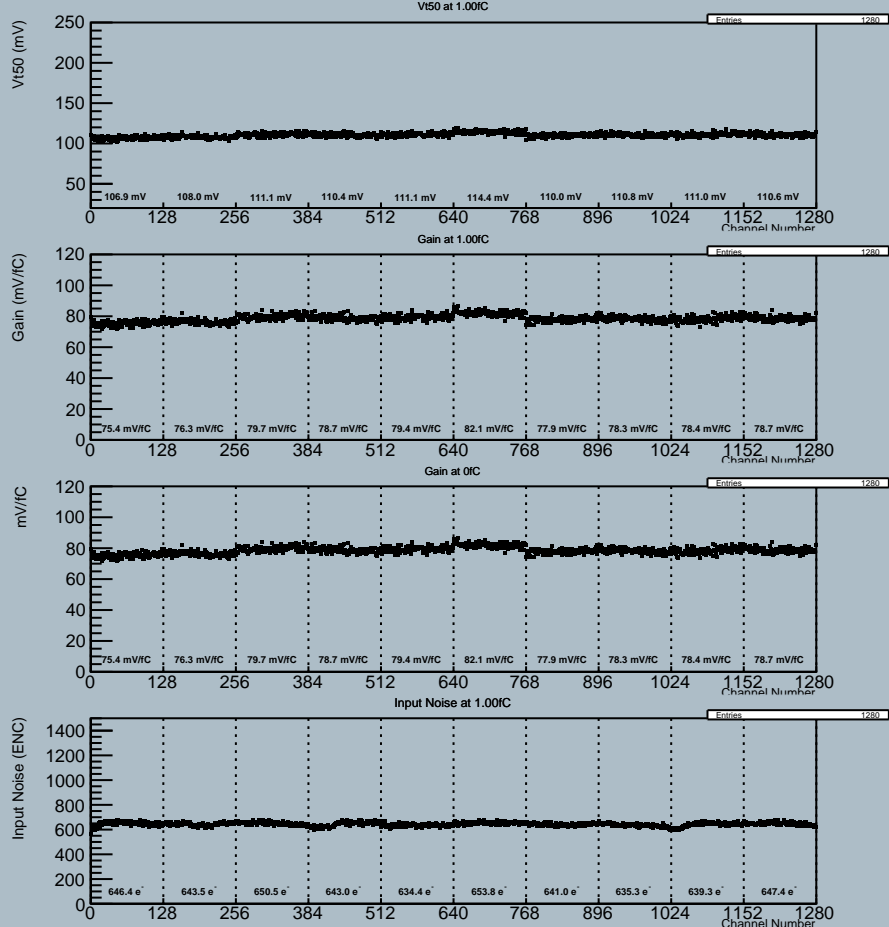 Vt50 at 1.00fC
Entries 1280
Vt50 (mV)
250
200
150
100
50
106.9 mV 108.0 mV 111.1 mV 110.4 mV 111.1 mV 114.4 mV 110.0 mV 110.8 mV 111.0 mV 110.6 mV
0 128 256 384 512 640 768 896 1024 1152 1280
Channel Number
Gain at 1.00fC
Entries 1280
Gain (mV/fC)
120
100
80
60
40
20
0
75.4 mV/fC 76.3 mV/fC 79.7 mV/fC 78.7 mV/fC 79.4 mV/fC 82.1 mV/fC 77.9 mV/fC 78.3 mV/fC 78.4 mV/fC 78.7 mV/fC
0 128 256 384 512 640 768 896 1024 1152 1280
Channel Number
Gain at 0fC
Entries 1280
mV/fC
120
100
80
60
40
20
0
75.4 mV/fC 76.3 mV/fC 79.7 mV/fC 78.7 mV/fC 79.4 mV/fC 82.1 mV/fC 77.9 mV/fC 78.3 mV/fC 78.4 mV/fC 78.7 mV/fC
0 128 256 384 512 640 768 896 1024 1152 1280
Channel Number
Input Noise at 1.00fC
Entries 1280
Input Noise (ENC)
1400
1200
1000
800
600
400
200
0
646.4 e⁻ 643.5 e⁻ 650.5 e⁻ 643.0 e⁻ 634.4 e⁻ 653.8 e⁻ 641.0 e⁻ 635.3 e⁻ 639.3 e⁻ 647.4 e⁻
0 128 256 384 512 640 768 896 1024 1152 1280
Channel Number